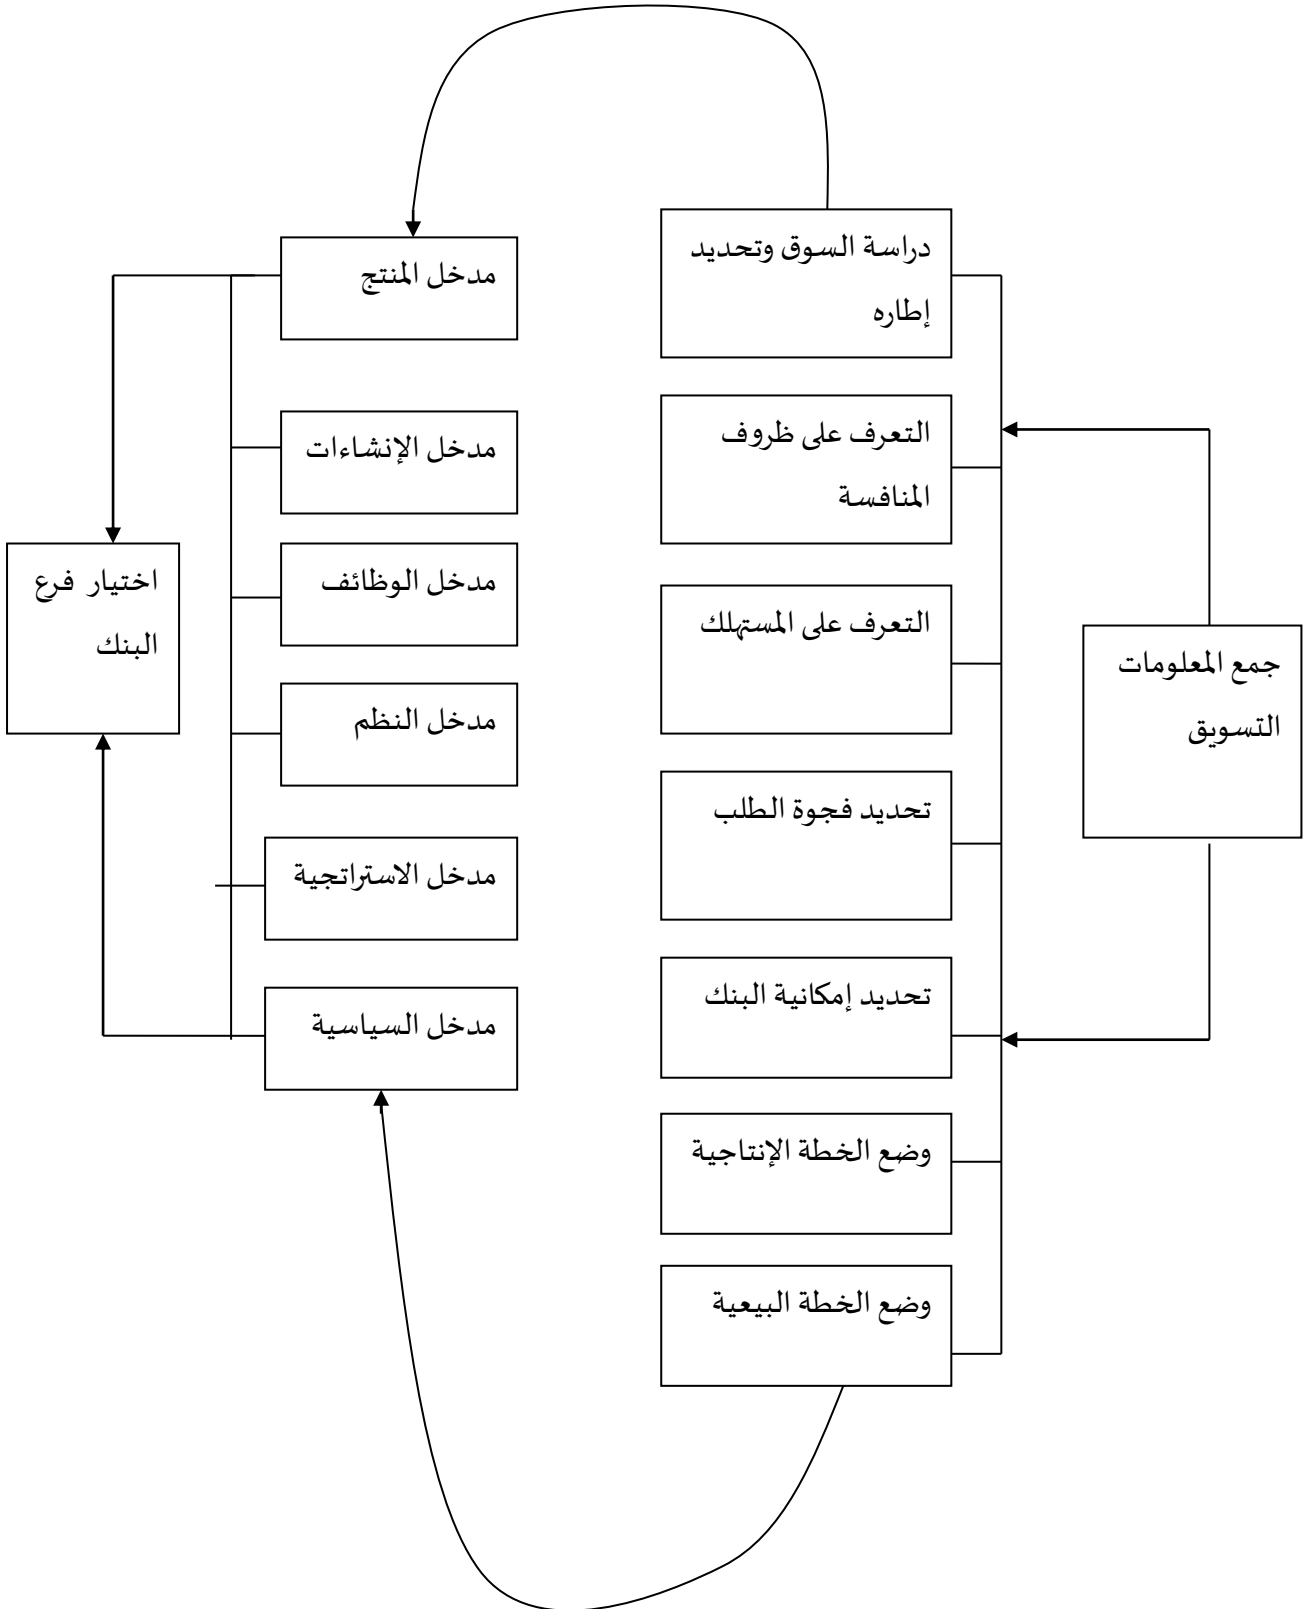 جمع المعلومات
التسويق
دراسة السوق وتحديد
إطاره
التعرف على ظروف
المنافسة
التعرف على المستهلك
تحديد فجوة الطلب
تحديد إمكانية البنك
وضع الخطة الإنتاجية
وضع الخطة البيعية
مدخل المنتج
مدخل الإنشاءات
مدخل الوظائف
مدخل النظم
مدخل الاستراتجية
مدخل السياسية
اختيار فرع
البنك